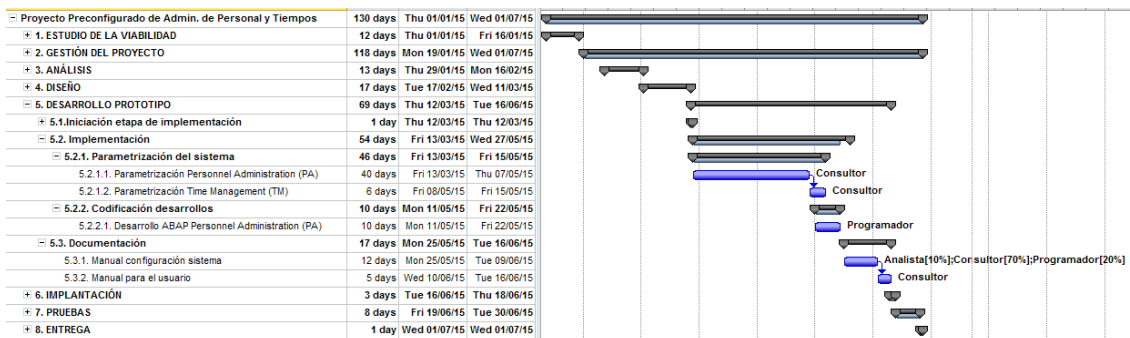 Proyecto Preconfigurado de Admin. de Personal y Tiempos 130 days Thu 01/01/15 Wed 01/07/15
1. ESTUDIO DE LA VIABILIDAD 12 days Thu 01/01/15 Fri 16/01/15
2. GESTIÓN DEL PROYECTO 118 days Mon 19/01/15 Wed 01/07/15
3. ANÁLISIS 13 days Thu 29/01/15 Mon 16/02/15
4. DISEÑO 17 days Tue 17/02/15 Wed 11/03/15
5. DESARROLLO PROTOTIPO 69 days Thu 12/03/15 Tue 16/06/15
5.1.Iniciación etapa de implementación 1 day Thu 12/03/15 Thu 12/03/15
5.2. Implementación 54 days Fri 13/03/15 Wed 27/05/15
5.2.1. Parametrización del sistema 46 days Fri 13/03/15 Fri 15/05/15
5.2.1.1. Parametrización Personnel Administration (PA) 40 days Fri 13/03/15 Thu 07/05/15 Consultor
5.2.1.2. Parametrización Time Management (TM) 6 days Fri 08/05/15 Fri 15/05/15 Consultor
5.2.2. Codificación desarrollos 10 days Mon 11/05/15 Fri 22/05/15
5.2.2.1. Desarrollo ABAP Personnel Administration (PA) 10 days Mon 11/05/15 Fri 22/05/15 Programador
5.3. Documentación 17 days Mon 25/05/15 Tue 16/06/15
5.3.1. Manual configuración sistema 12 days Mon 25/05/15 Tue 09/06/15 Analista[10%];Consultor[70%];Programador[20%]
5.3.2. Manual para el usuario 5 days Wed 10/06/15 Tue 16/06/15 Consultor
6. IMPLANTACIÓN 3 days Tue 16/06/15 Thu 18/06/15
7. PRUEBAS 8 days Fri 19/06/15 Tue 30/06/15
8. ENTREGA 1 day Wed 01/07/15 Wed 01/07/15